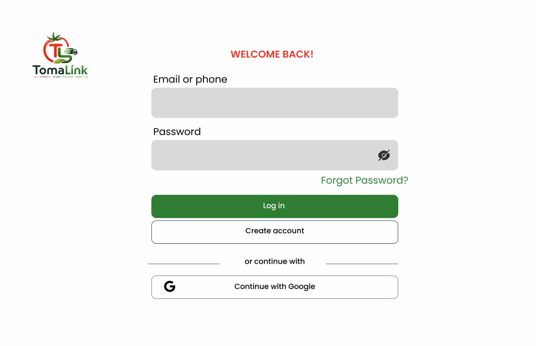 TomaLink
WELCOME BACK!
Email or phone
Password
Forgot Password?
Log in
Create account
or continue with
Continue with Google